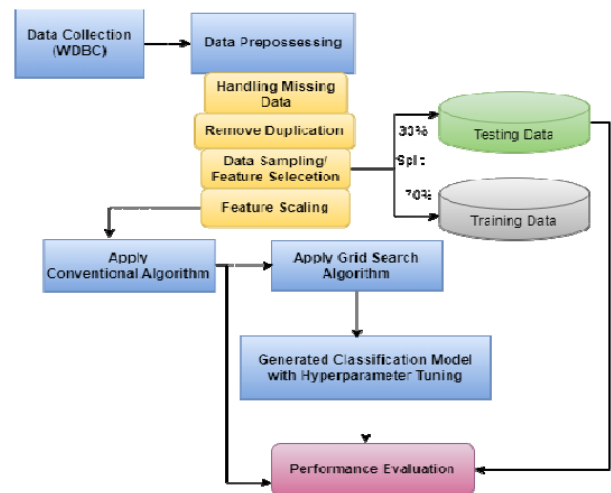 Data Collection
(WDBC)
Data Prepossessing
Handling Missing
Data
Remove Duplication
Data Sampling/
Feature Selecetion
Feature Scaling
30%
Split
70%
Testing Data
Training Data
Apply
Conventional Algorithm
Apply Grid Search
Algorithm
Generated Classification Model
with Hyperparameter Tuning
Performance Evaluation